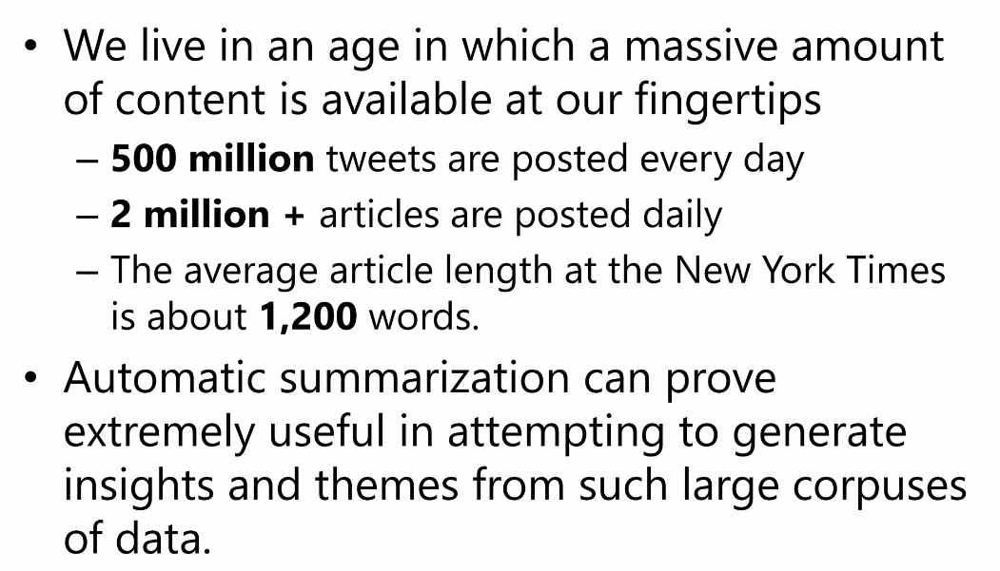 • We live in an age in which a massive amount
of content is available at our fingertips
– 500 million tweets are posted every day
– 2 million + articles are posted daily
– The average article length at the New York Times
is about 1,200 words.
• Automatic summarization can prove
extremely useful in attempting to generate
insights and themes from such large corpuses
of data.